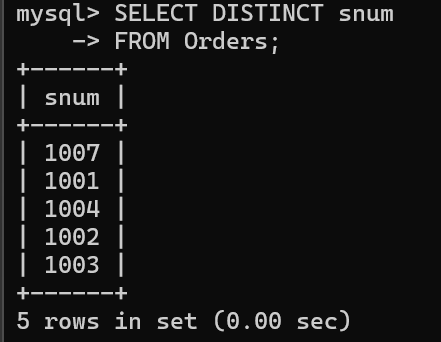 mysql> SELECT DISTINCT snum
    -> FROM Orders;
+------+
| snum |
+------+
| 1007 |
| 1001 |
| 1004 |
| 1002 |
| 1003 |
+------+
5 rows in set (0.00 sec)